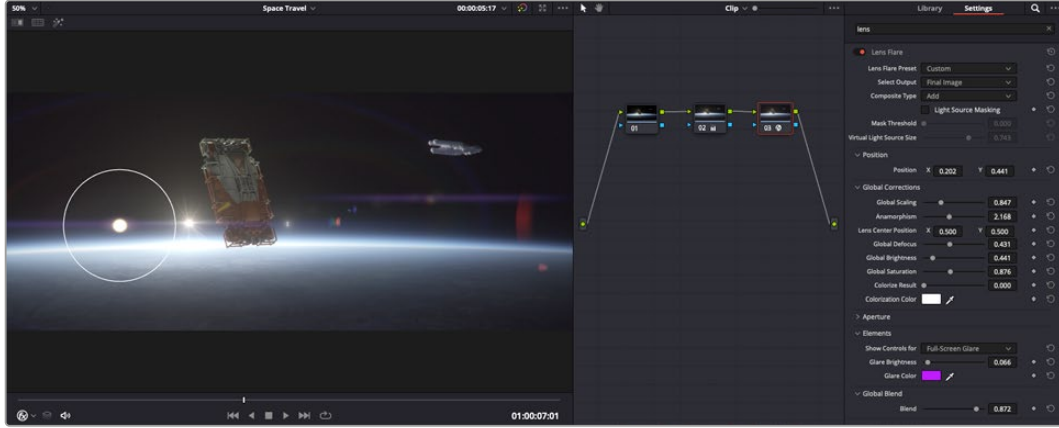 50%
Space Travel
00:00:05:17
Clip
Library
Settings
lens
Lens Flare
Lens Flare Preset Custom
Select Output Final Image
Composite Type Add
Light Source Masking
Mask Threshold 0.000
Virtual Light Source Size 0.743
Position
Position X 0.202 Y 0.441
Global Corrections
Global Scaling 0.847
Anamorphism 2.168
Lens Center Position X 0.500 Y 0.500
Global Defocus 0.431
Global Brightness 0.441
Global Saturation 0.876
Colorize Result 0.000
Colorization Color
Aperture
Elements
Show Controls for Full-Screen Glare
Glare Brightness 0.066
Glare Color
Global Blend
Blend 0.872
01
02
03
fx
01:00:07:01